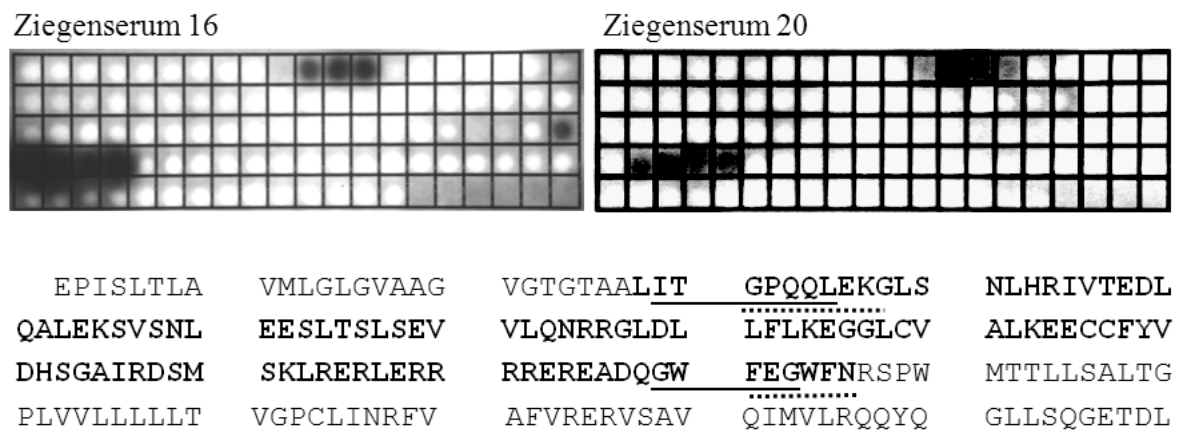 Ziegenserum 16 Ziegenserum 20
EPISLTLA VMLGLGVAAG VGTGTAALIT GPQQLEKGLS NLHRIVTEDL
QALEKSVSNL EESLTSLSEV VLQNRRGLDL LFLKEGGLCV ALKEECCFYV
DHSGAIRDSM SKLRERLERR RREREADQGW FEGWFNRSPW MTTLLSALTG
PLVVLLLLLT VGPCLINRFV AFVRERVSAV QIMVLRQQYQ GLLSQGETDL